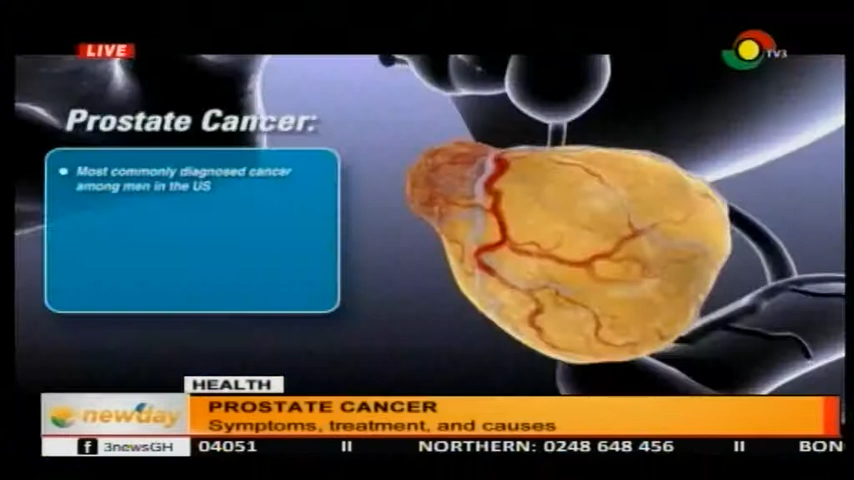 LIVE
TV3
Prostate Cancer:
Most commonly diagnosed cancer
among men in the US
HEALTH
newday
PROSTATE CANCER
Symptoms, treatment, and causes
f 3newsGH
04051 II NORTHERN: 0248 648 456 II BON